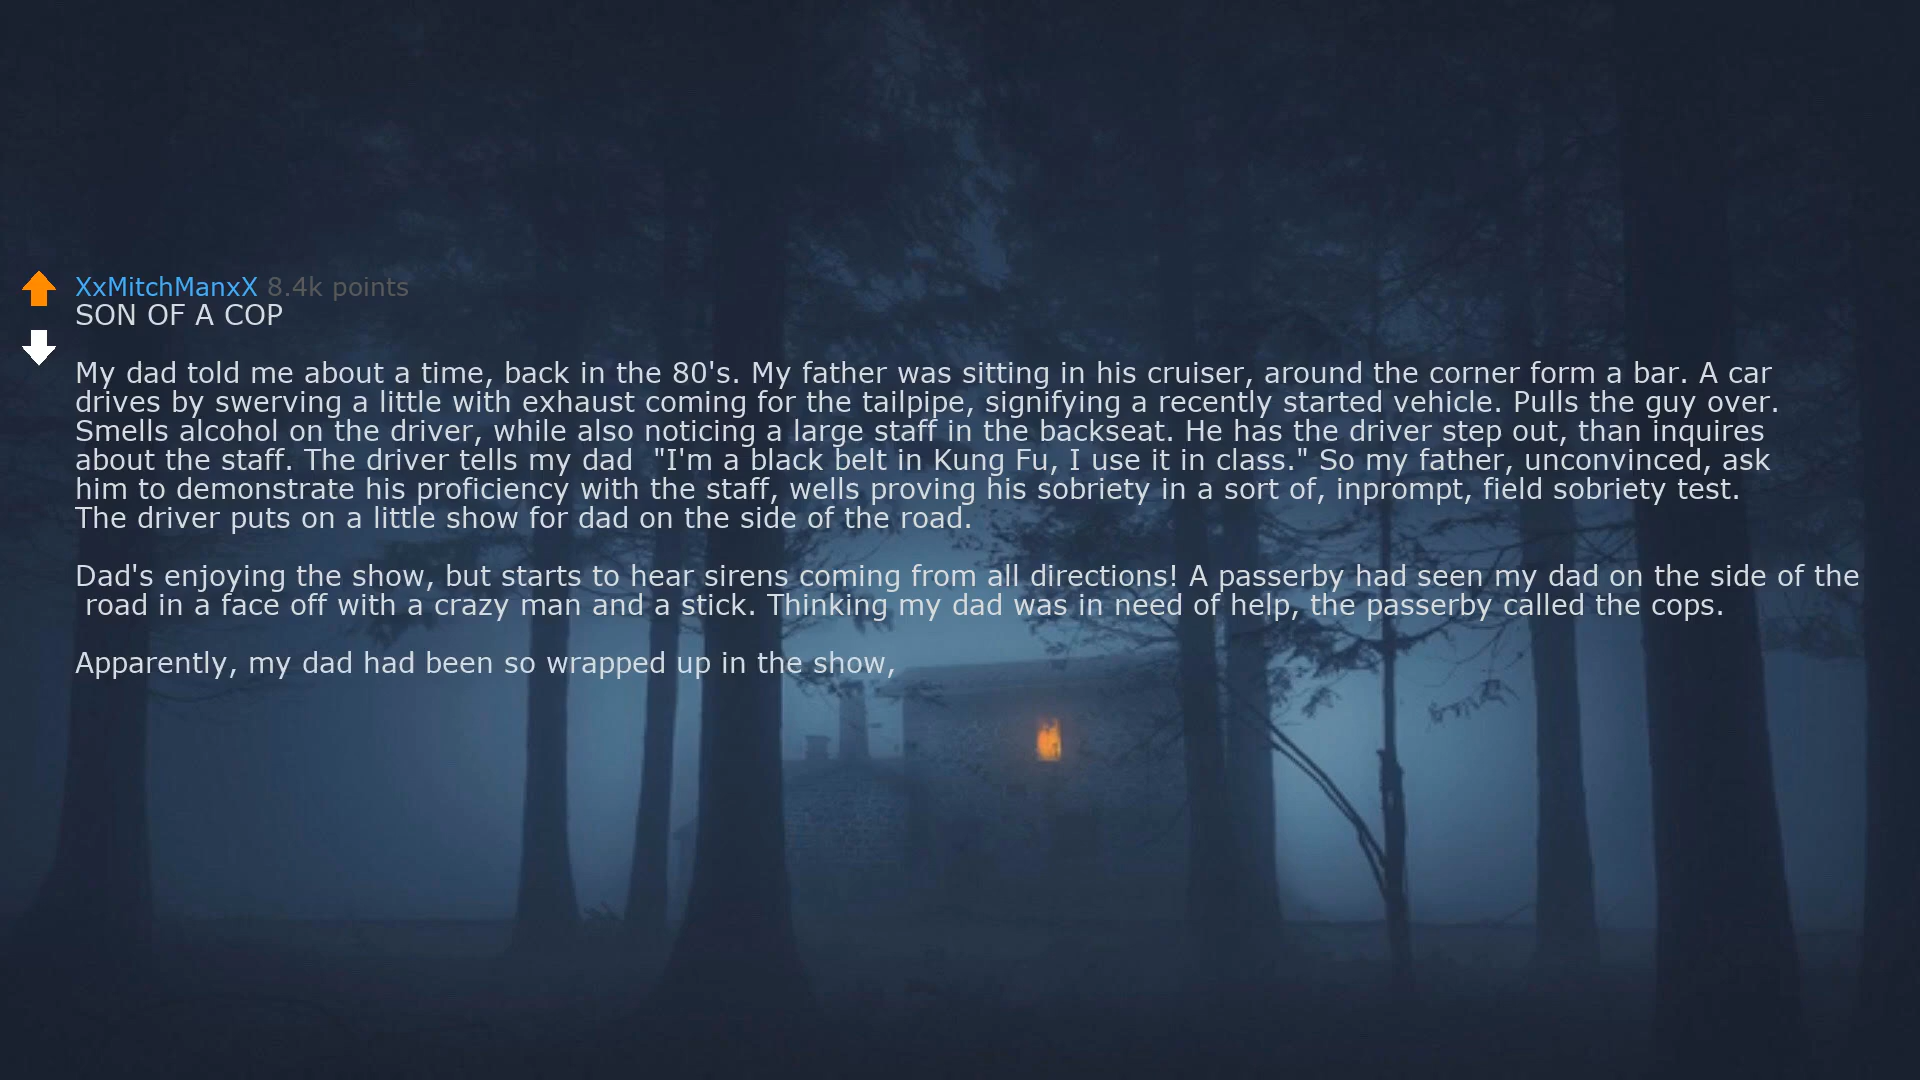 XxMitchManxX 8.4k points
SON OF A COP
My dad told me about a time, back in the 80's. My father was sitting in his cruiser, around the corner form a bar. A car
drives by swerving a little with exhaust coming for the tailpipe, signifying a recently started vehicle. Pulls the guy over.
Smells alcohol on the driver, while also noticing a large staff in the backseat. He has the driver step out, than inquires
about the staff. The driver tells my dad  "I'm a black belt in Kung Fu, I use it in class." So my father, unconvinced, ask
him to demonstrate his proficiency with the staff, wells proving his sobriety in a sort of, inprompt, field sobriety test.
The driver puts on a little show for dad on the side of the road.
Dad's enjoying the show, but starts to hear sirens coming from all directions! A passerby had seen my dad on the side of the
road in a face off with a crazy man and a stick. Thinking my dad was in need of help, the passerby called the cops.
Apparently, my dad had been so wrapped up in the show,